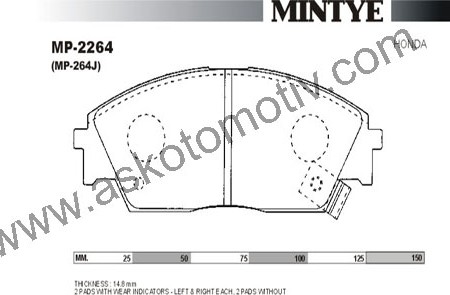 MINTYE
MP-2264
(MP-264J)
HONDA
www.askotomotiv.com
MM. 25 50 75 100 125 150
THICKNESS : 14.8 mm
2 PADS WITH WEAR INDICATORS - LEFT & RIGHT EACH, 2 PADS WITHOUT